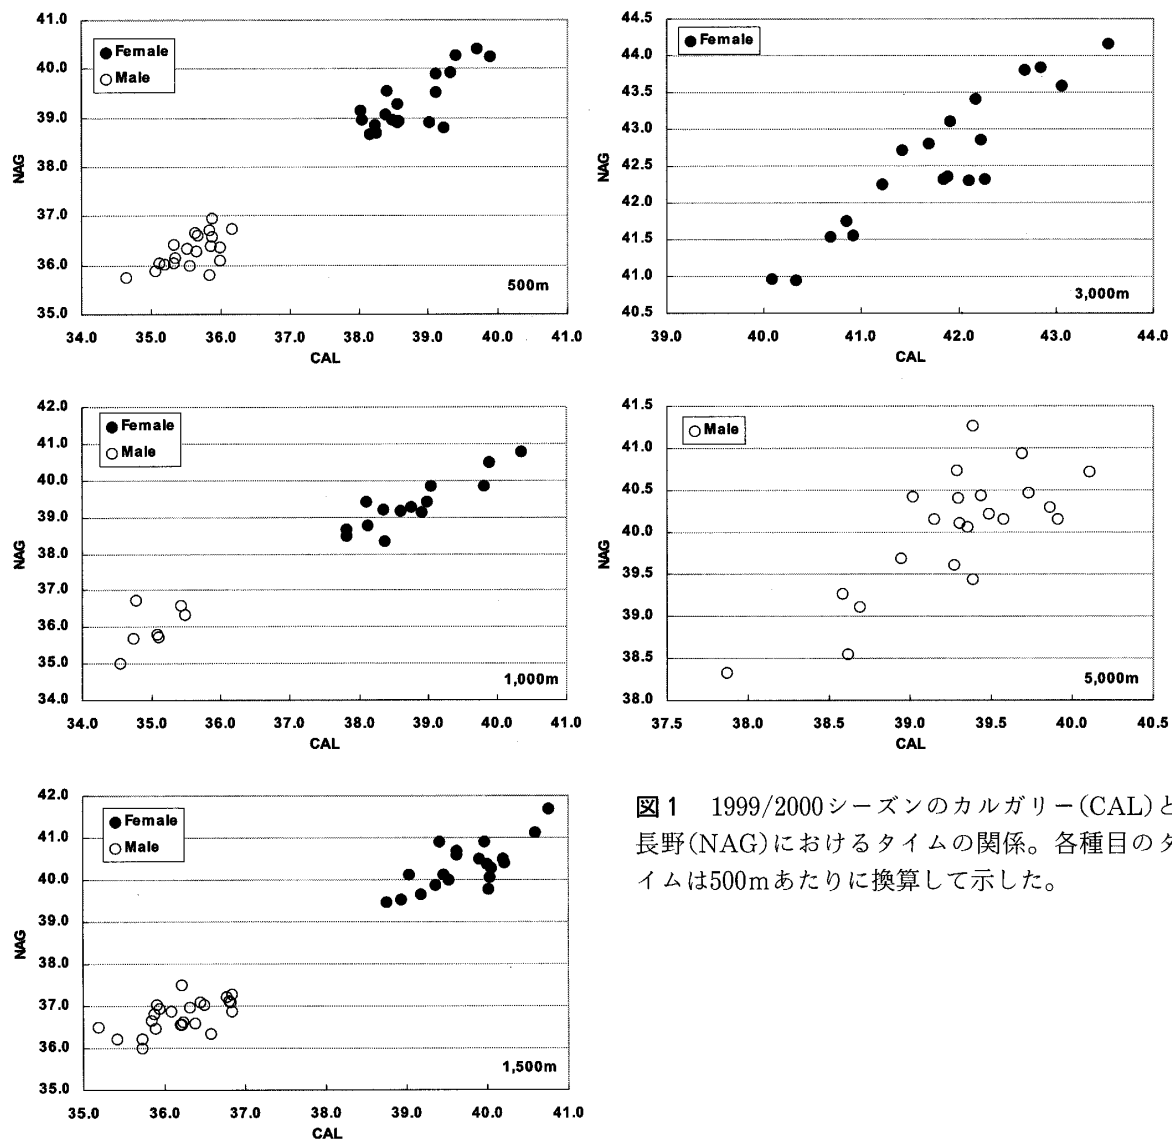 41.0
40.0
39.0
38.0
37.0
36.0
35.0
NAG
Female
Male
500m
34.0 35.0 36.0 37.0 38.0 39.0 40.0 41.0
CAL
44.5
44.0
43.5
43.0
42.5
42.0
41.5
41.0
40.5
NAG
Female
3,000m
39.0 40.0 41.0 42.0 43.0 44.0
CAL
42.0
41.0
40.0
39.0
38.0
37.0
36.0
35.0
34.0
NAG
Female
Male
1,000m
34.0 35.0 36.0 37.0 38.0 39.0 40.0 41.0
CAL
41.5
41.0
40.5
40.0
39.5
39.0
38.5
38.0
NAG
Male
5,000m
37.5 38.0 38.5 39.0 39.5 40.0 40.5
CAL
42.0
41.0
40.0
39.0
38.0
37.0
36.0
35.0
NAG
Female
Male
1,500m
35.0 36.0 37.0 38.0 39.0 40.0 41.0
CAL
図1 1999/2000シーズンのカルガリー(CAL)と
長野(NAG)におけるタイムの関係。各種目のタ
イムは500mあたりに換算して示した。